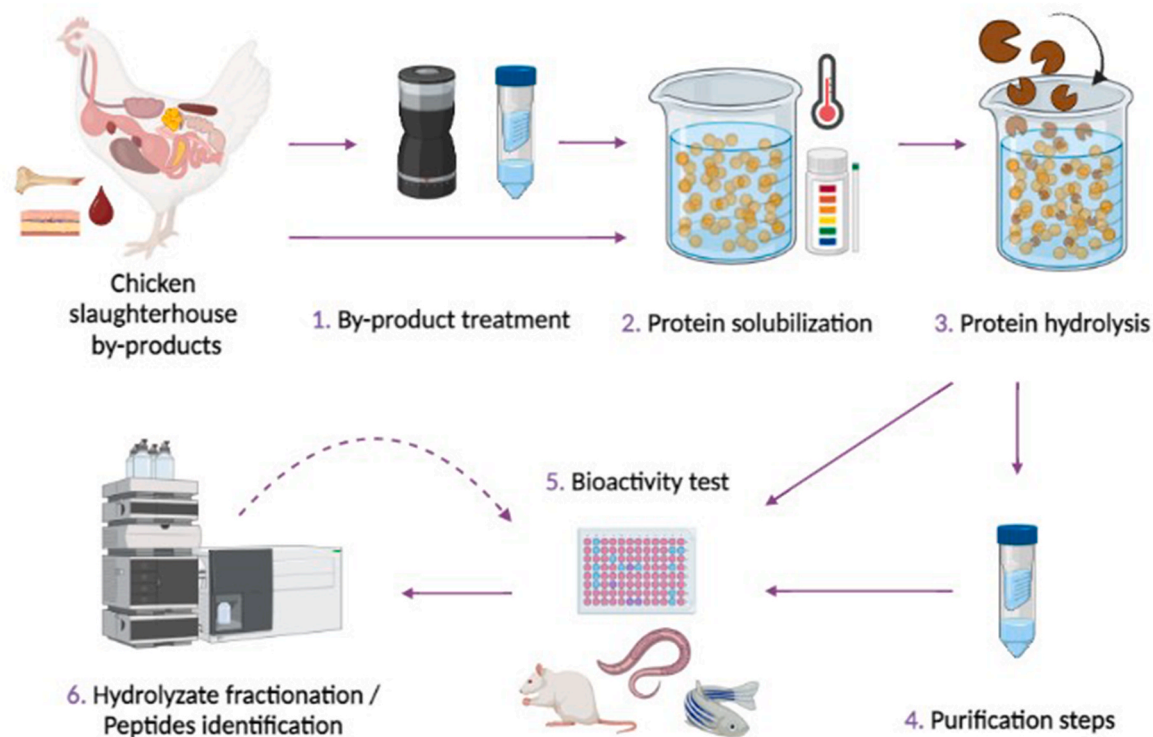 Chicken
slaughterhouse
by-products
1. By-product treatment
2. Protein solubilization
3. Protein hydrolysis
5. Bioactivity test
6. Hydrolyzate fractionation /
Peptides identification
4. Purification steps